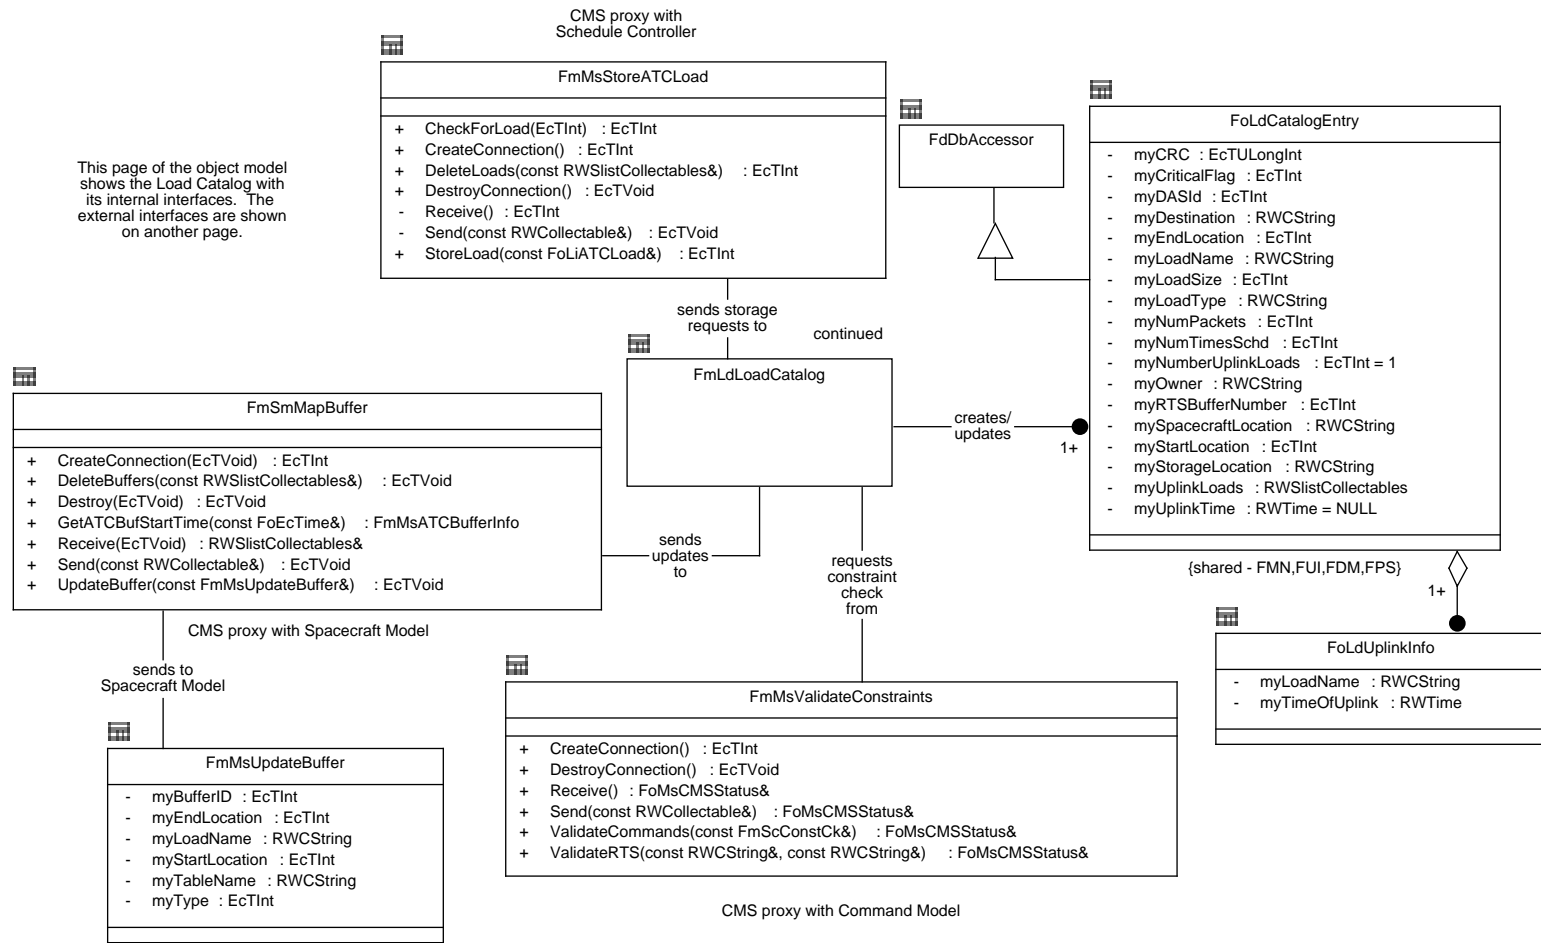 CMS proxy with
Schedule Controller
FmMsStoreATCLoad
+ CheckForLoad(EcTInt) : EcTInt
+ CreateConnection() : EcTInt
+ DeleteLoads(const RWSlistCollectables&) : EcTInt
+ DestroyConnection() : EcTVoid
- Receive() : EcTInt
- Send(const RWCollectable&) : EcTVoid
+ StoreLoad(const FoLiATCLoad&) : EcTInt
This page of the object model
shows the Load Catalog with
its internal interfaces. The
external interfaces are shown
on another page.
FdDbAccessor
FoLdCatalogEntry
- myCRC : EcTULongInt
- myCriticalFlag : EcTInt
- myDASId : EcTInt
- myDestination : RWCString
- myEndLocation : EcTInt
- myLoadName : RWCString
- myLoadSize : EcTInt
- myLoadType : RWCString
- myNumPackets : EcTInt
- myNumTimesSchd : EcTInt
- myNumberUplinkLoads : EcTInt = 1
- myOwner : RWCString
- myRTSBufferNumber : EcTInt
- mySpacecraftLocation : RWCString
- myStartLocation : EcTInt
- myStorageLocation : RWCString
- myUplinkLoads : RWSlistCollectables
- myUplinkTime : RWTime = NULL
{shared - FMN,FUI,FDM,FPS}
1+
sends storage
requests to
continued
FmLdLoadCatalog
creates/
updates
1+
FmSmMapBuffer
+ CreateConnection(EcTVoid) : EcTInt
+ DeleteBuffers(const RWSlistCollectables&) : EcTVoid
+ Destroy(EcTVoid) : EcTVoid
+ GetATCBufStartTime(const FoEcTime&) : FmMsATCBufferInfo
+ Receive(EcTVoid) : RWSlistCollectables&
+ Send(const RWCollectable&) : EcTVoid
+ UpdateBuffer(const FmMsUpdateBuffer&) : EcTVoid
sends
updates
to
requests
constraint
check
from
CMS proxy with Spacecraft Model
sends to
Spacecraft Model
FoLdUplinkInfo
- myLoadName : RWCString
- myTimeOfUplink : RWTime
FmMsValidateConstraints
+ CreateConnection() : EcTInt
+ DestroyConnection() : EcTVoid
+ Receive() : FoMsCMSStatus&
+ Send(const RWCollectable&) : FoMsCMSStatus&
+ ValidateCommands(const FmScConstCk&) : FoMsCMSStatus&
+ ValidateRTS(const RWCString&, const RWCString&) : FoMsCMSStatus&
FmMsUpdateBuffer
- myBufferID : EcTInt
- myEndLocation : EcTInt
- myLoadName : RWCString
- myStartLocation : EcTInt
- myTableName : RWCString
- myType : EcTInt
CMS proxy with Command Model